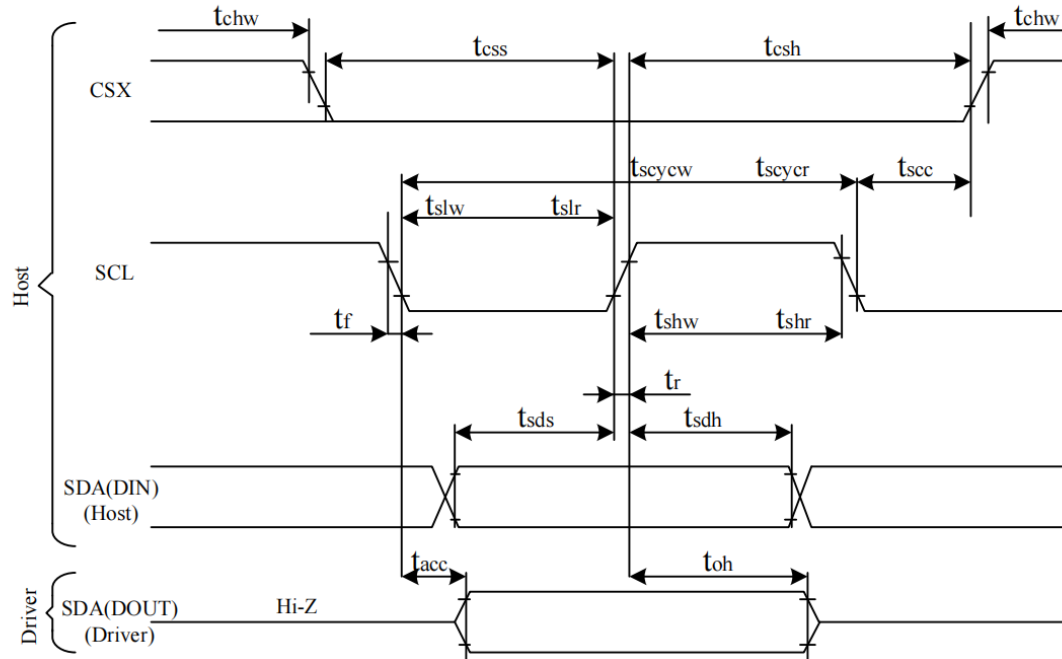 tchw
tchw
tcss
tcsh
CSX
tscycw
tscycr
tscc
tslw
tslr
Host
SCL
tf
tshw
tshr
tr
tsds
tsdh
SDA(DIN)
(Host)
tacc
toh
Driver
SDA(DOUT)
(Driver)
Hi-Z